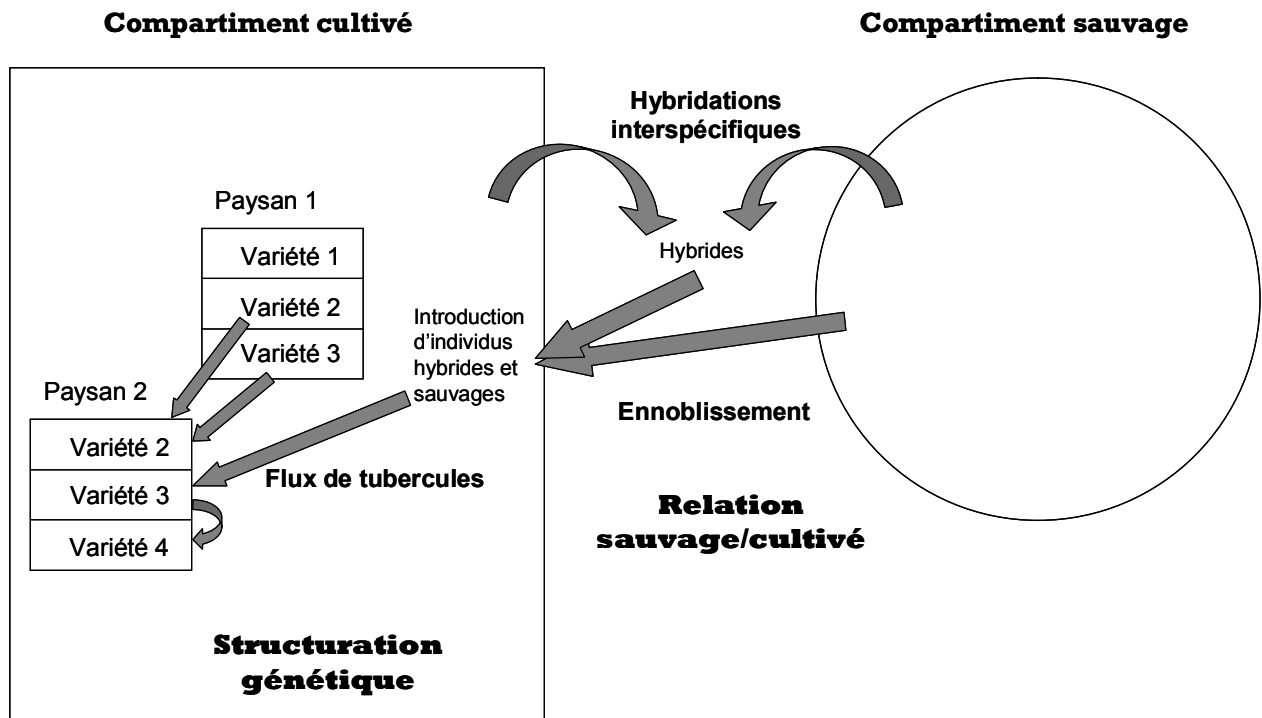 Compartiment cultivé
Compartiment sauvage
Hybridations
interspécifiques
Paysan 1
Variété 1
Variété 2
Variété 3
Hybrides
Introduction
d'individus
hybrides et
sauvages
Paysan 2
Variété 2
Variété 3
Variété 4
Ennoblissement
Flux de tubercules
Relation
sauvage/cultivé
Structuration
génétique